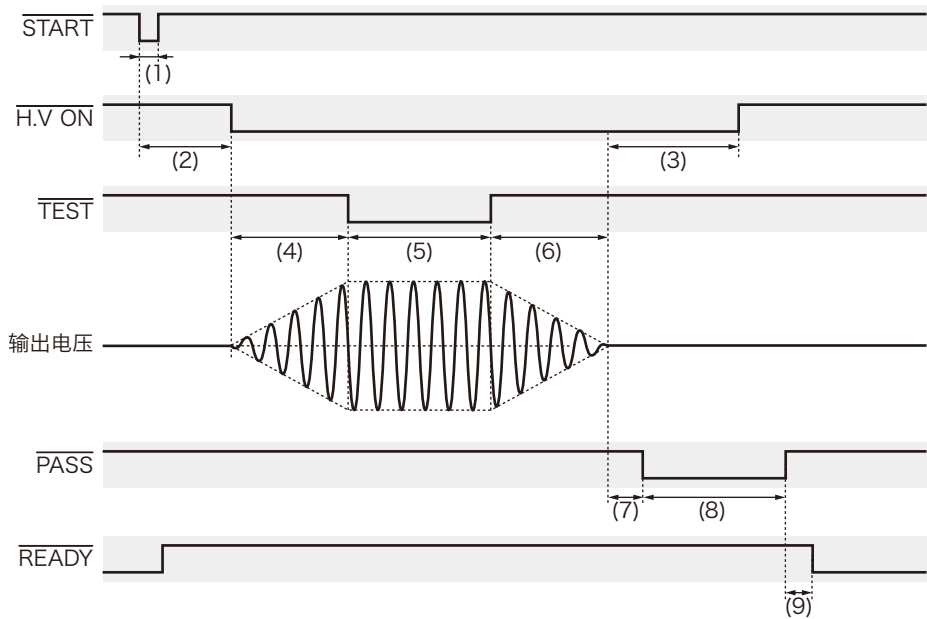 START
(1)
H.V ON
(2)
(3)
TEST
(4)
(5)
(6)
输出电压
PASS
(7)
(8)
READY
(9)